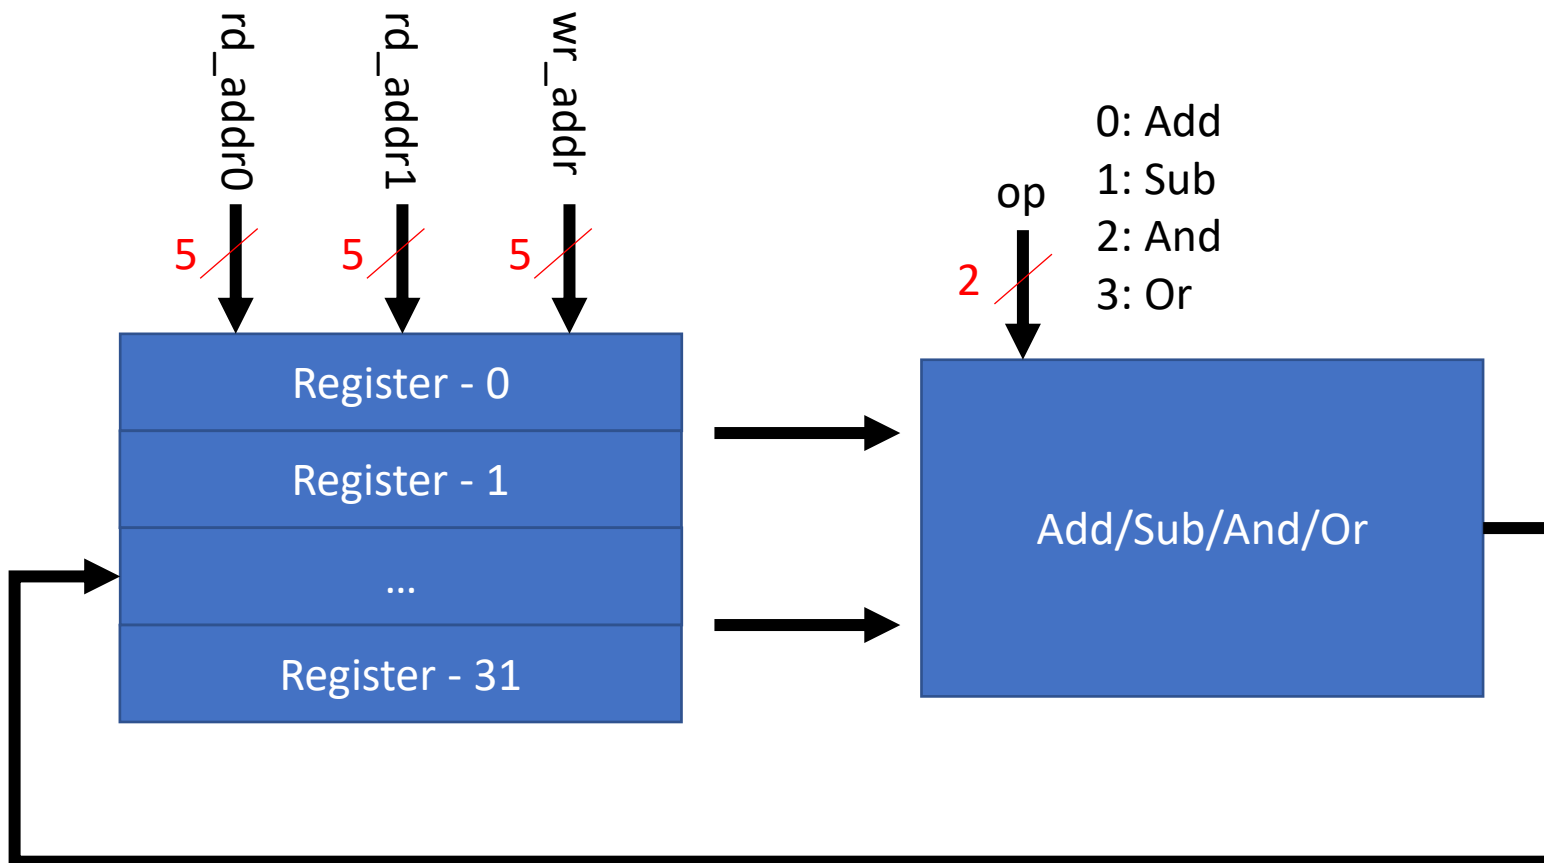 rd_addr0
rd_addr1
wr_addr
5
5
5
op
2
0: Add
1: Sub
2: And
3: Or
Register - 0
Register - 1
...
Register - 31
Add/Sub/And/Or